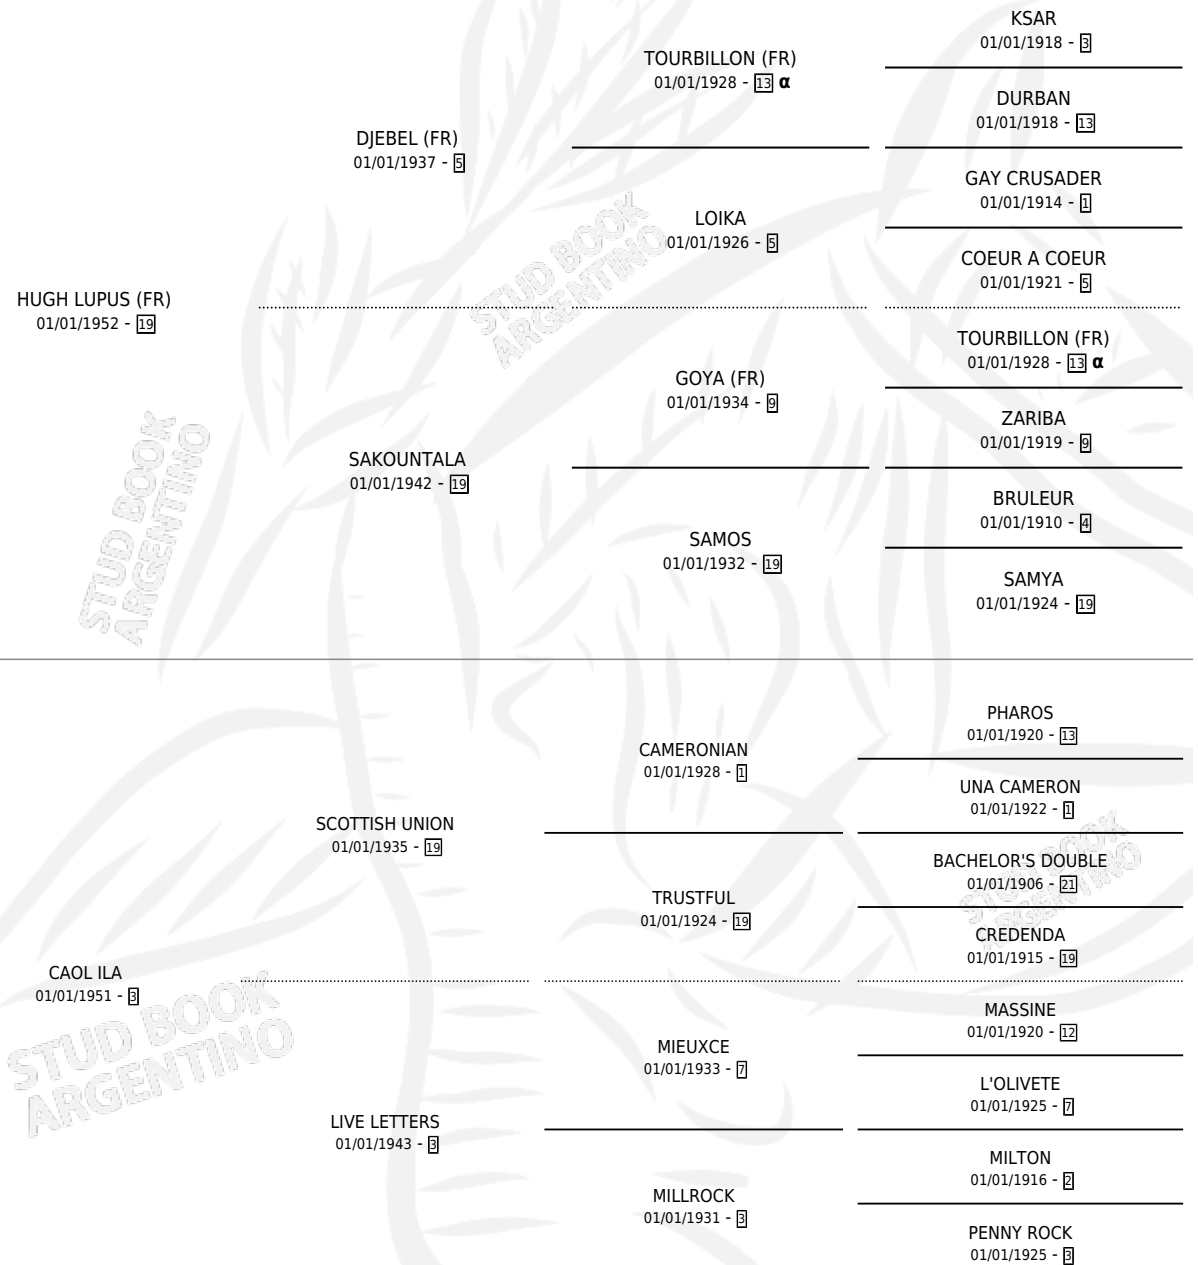 KSAR
01/01/1918 - 3
TOURBILLON (FR)
01/01/1928 - 13 α
DURBAN
01/01/1918 - 13
DJEBEL (FR)
01/01/1937 - 5
GAY CRUSADER
01/01/1914 - 1
LOIKA
01/01/1926 - 5
COEUR A COEUR
01/01/1921 - 5
HUGH LUPUS (FR)
01/01/1952 - 19
TOURBILLON (FR)
01/01/1928 - 13 α
GOYA (FR)
01/01/1934 - 9
ZARIBA
01/01/1919 - 9
SAKOUNTALA
01/01/1942 - 19
BRULEUR
01/01/1910 - 4
SAMOS
01/01/1932 - 19
SAMYA
01/01/1924 - 19
PHAROS
01/01/1920 - 13
CAMERONIAN
01/01/1928 - 1
UNA CAMERON
01/01/1922 - 1
SCOTTISH UNION
01/01/1935 - 19
BACHELOR'S DOUBLE
01/01/1906 - 21
TRUSTFUL
01/01/1924 - 19
CREDENDA
01/01/1915 - 19
CAOL ILA
01/01/1951 - 3
MASSINE
01/01/1920 - 12
MIEUXCE
01/01/1933 - 7
L'OLIVETE
01/01/1925 - 7
LIVE LETTERS
01/01/1943 - 3
MILTON
01/01/1916 - 2
MILLROCK
01/01/1931 - 3
PENNY ROCK
01/01/1925 - 3
STUD BOOK
ARGENTINO
STUD BOOK
ARGENTINO
STUD BOOK
ARGENTINO
STUD BOOK
ARGENTINO